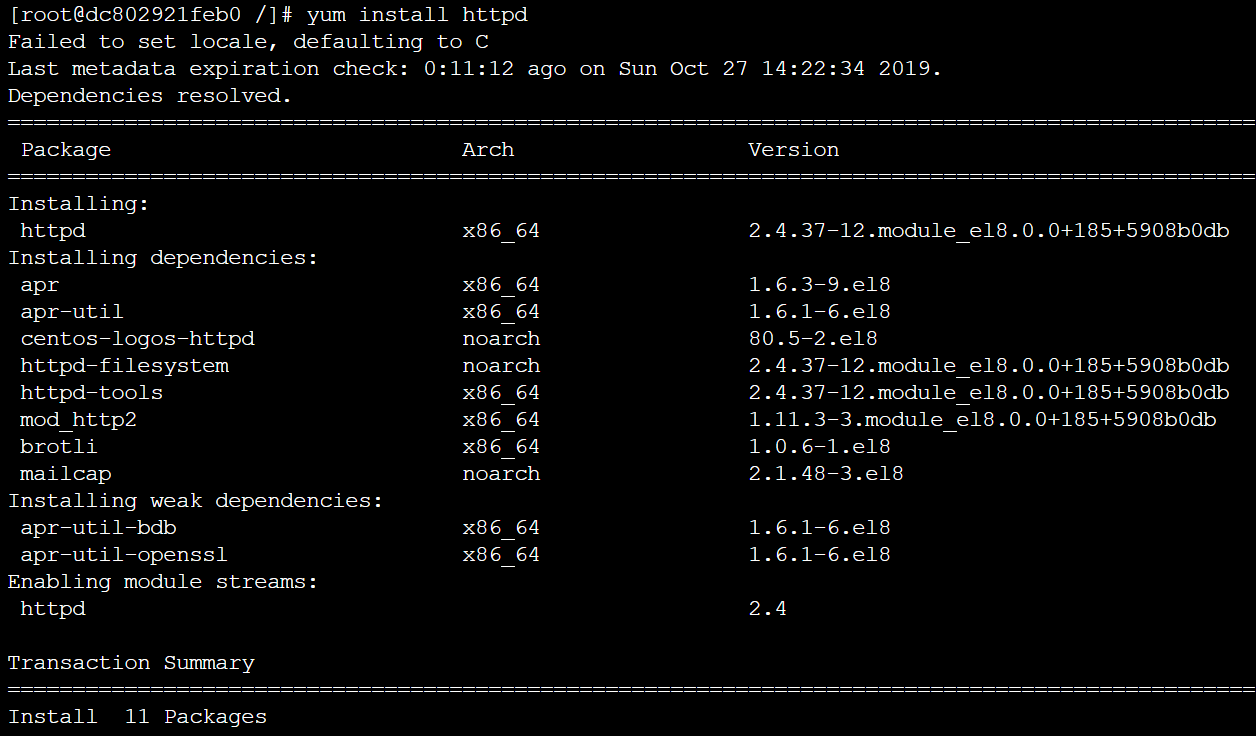 [root@dc802921feb0 /]# yum install httpd
Failed to set locale, defaulting to C
Last metadata expiration check: 0:11:12 ago on Sun Oct 27 14:22:34 2019.
Dependencies resolved.
================================================================================================
Package Arch Version
================================================================================================
Installing:
httpd x86_64 2.4.37-12.module_el8.0.0+185+5908b0db
Installing dependencies:
apr x86_64 1.6.3-9.el8
apr-util x86_64 1.6.1-6.el8
centos-logos-httpd noarch 80.5-2.el8
httpd-filesystem noarch 2.4.37-12.module_el8.0.0+185+5908b0db
httpd-tools x86_64 2.4.37-12.module_el8.0.0+185+5908b0db
mod_http2 x86_64 1.11.3-3.module_el8.0.0+185+5908b0db
brotli x86_64 1.0.6-1.el8
mailcap noarch 2.1.48-3.el8
Installing weak dependencies:
apr-util-bdb x86_64 1.6.1-6.el8
apr-util-openssl x86_64 1.6.1-6.el8
Enabling module streams:
httpd 2.4
Transaction Summary
================================================================================================
Install 11 Packages